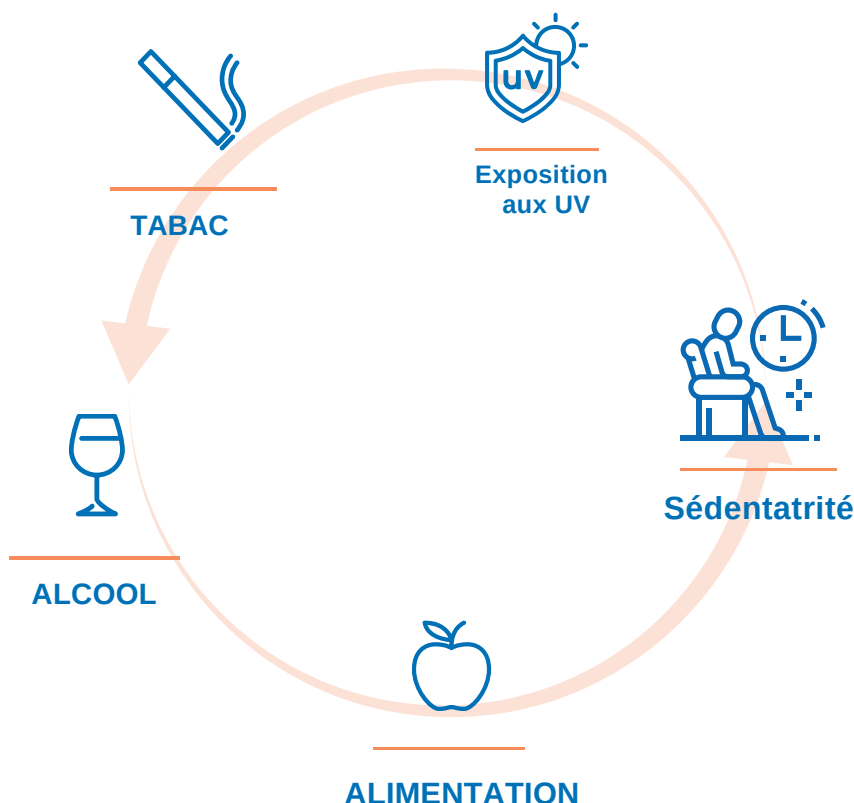 UV
Exposition
aux UV
TABAC
Sédentatrité
ALCOOL
ALIMENTATION